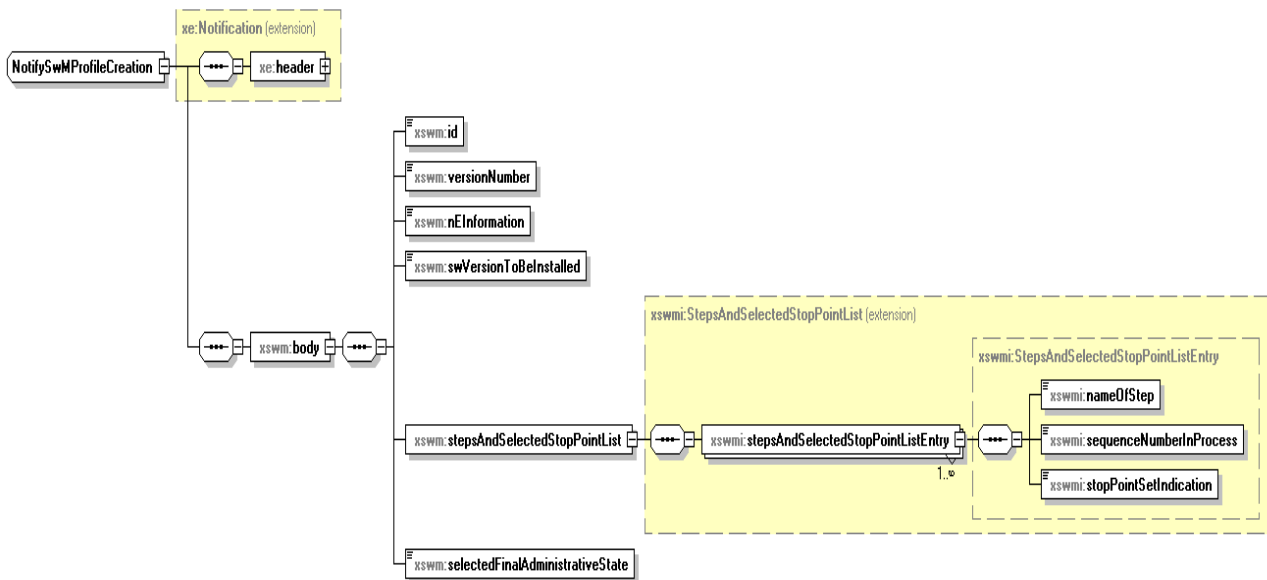 xe:Notification (extension)
NotifySwMProfileCreation
xe:header
xswm:id
xswm:versionNumber
xswm:nEInformation
xswm:swVersionToBeInstalled
xswmi:StepsAndSelectedStopPointList (extension)
xswm:body
xswmi:StepsAndSelectedStopPointListEntry
xswmi:nameOfStep
xswm:stepsAndSelectedStopPointList
xswmi:stepsAndSelectedStopPointListEntry
xswmi:sequenceNumberInProcess
1..∞
xswmi:stopPointSetIndication
xswm:selectedFinalAdministrativeState